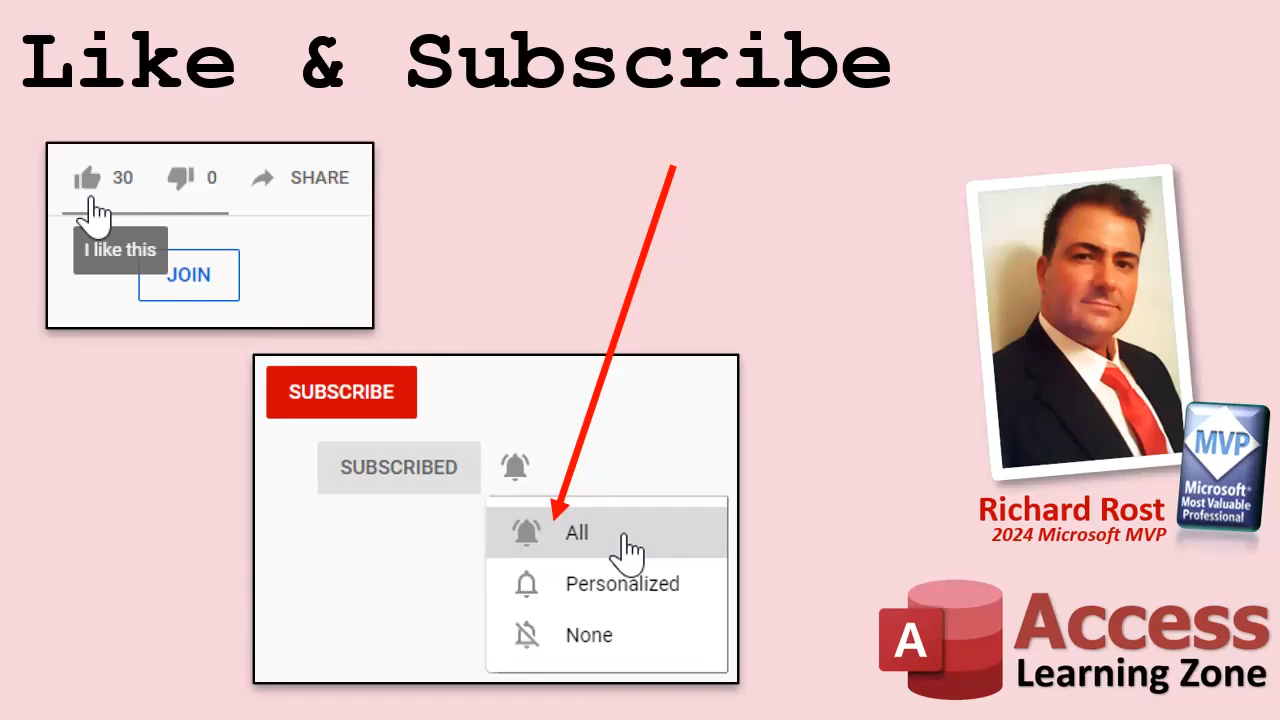 Like & Subscribe
30 0 SHARE
I like this
JOIN
SUBSCRIBE
SUBSCRIBED
All
Personalized
None
MVP
Microsoft®
Most Valuable
Professional
Richard Rost
2024 Microsoft MVP
A
Access
Learning Zone